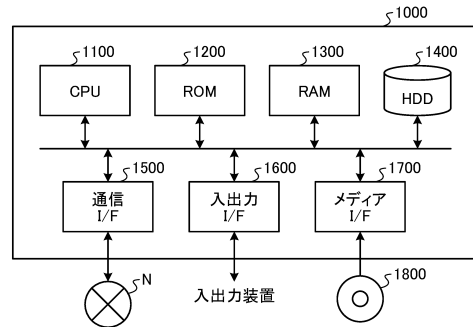 1000
1100
1200
1300
1400
CPU
ROM
RAM
HDD
1500
1600
1700
通信
I/F
入出力
I/F
メディア
I/F
N
入出力装置
1800